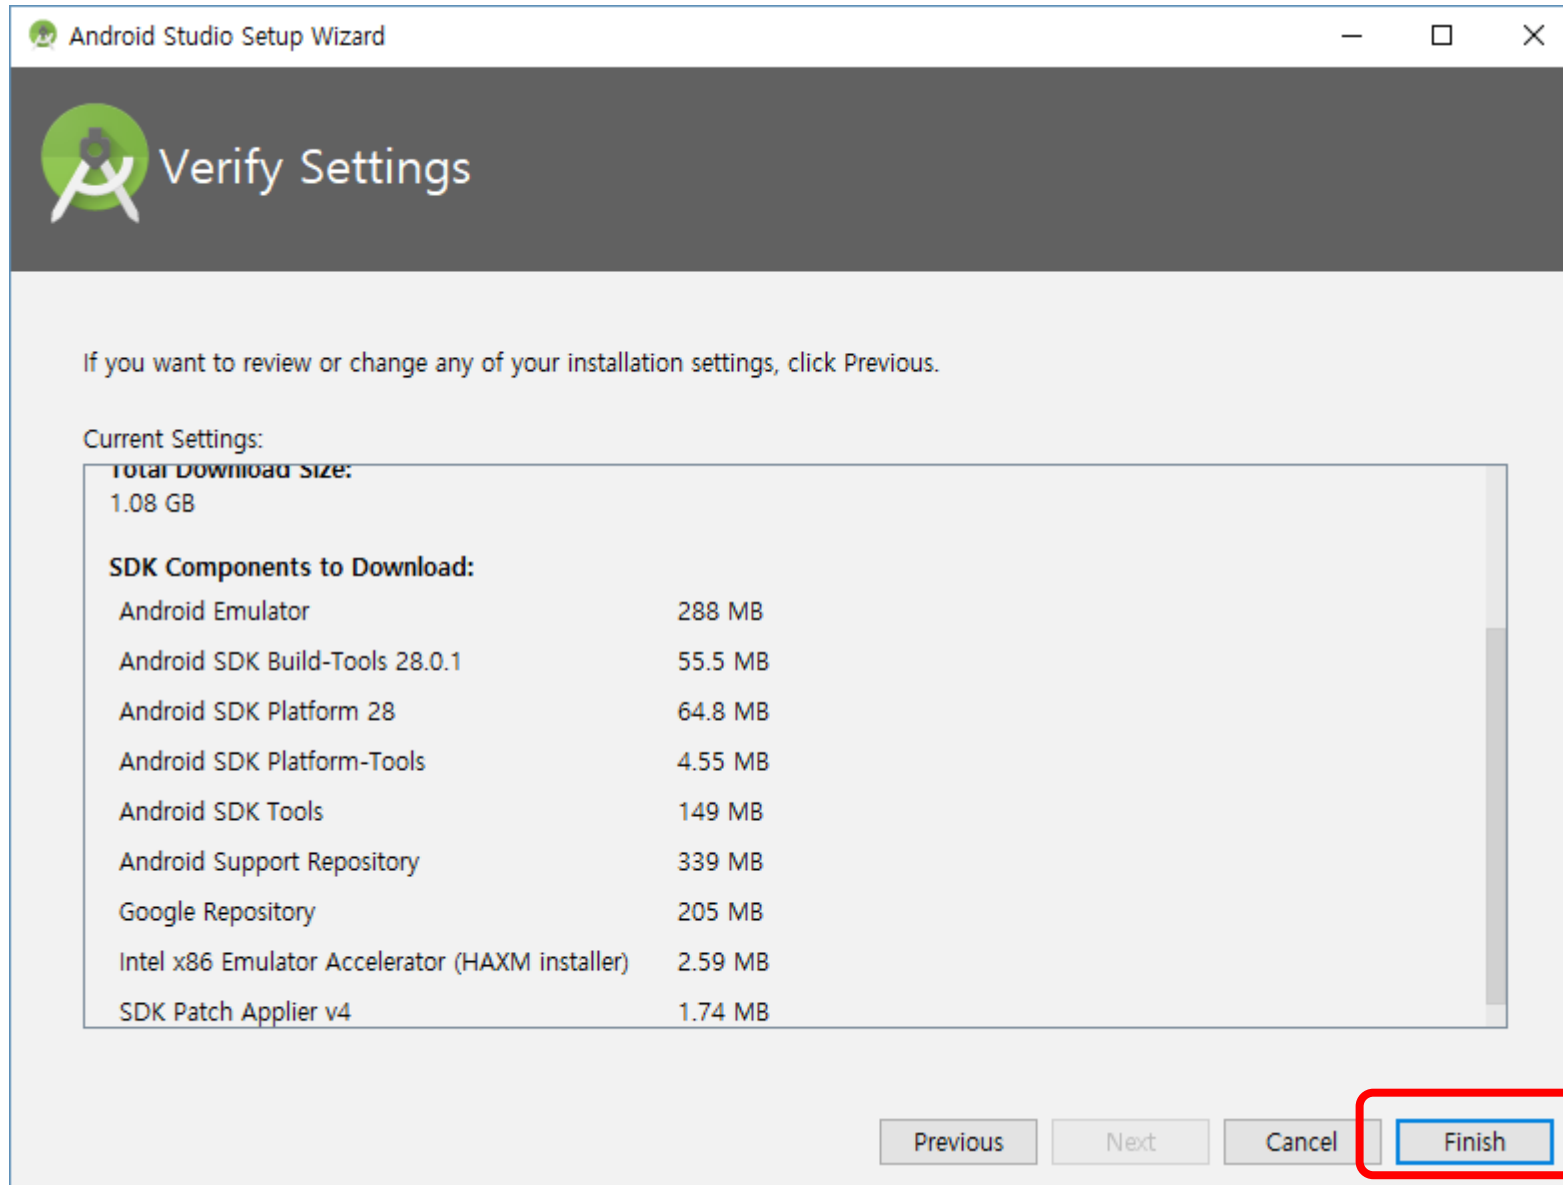 Android Studio Setup Wizard
Verify Settings
If you want to review or change any of your installation settings, click Previous.
Current Settings:
Total Download Size:
1.08 GB
SDK Components to Download:
Android Emulator 288 MB
Android SDK Build-Tools 28.0.1 55.5 MB
Android SDK Platform 28 64.8 MB
Android SDK Platform-Tools 4.55 MB
Android SDK Tools 149 MB
Android Support Repository 339 MB
Google Repository 205 MB
Intel x86 Emulator Accelerator (HAXM installer) 2.59 MB
SDK Patch Applier v4 1.74 MB
Previous Next Cancel Finish